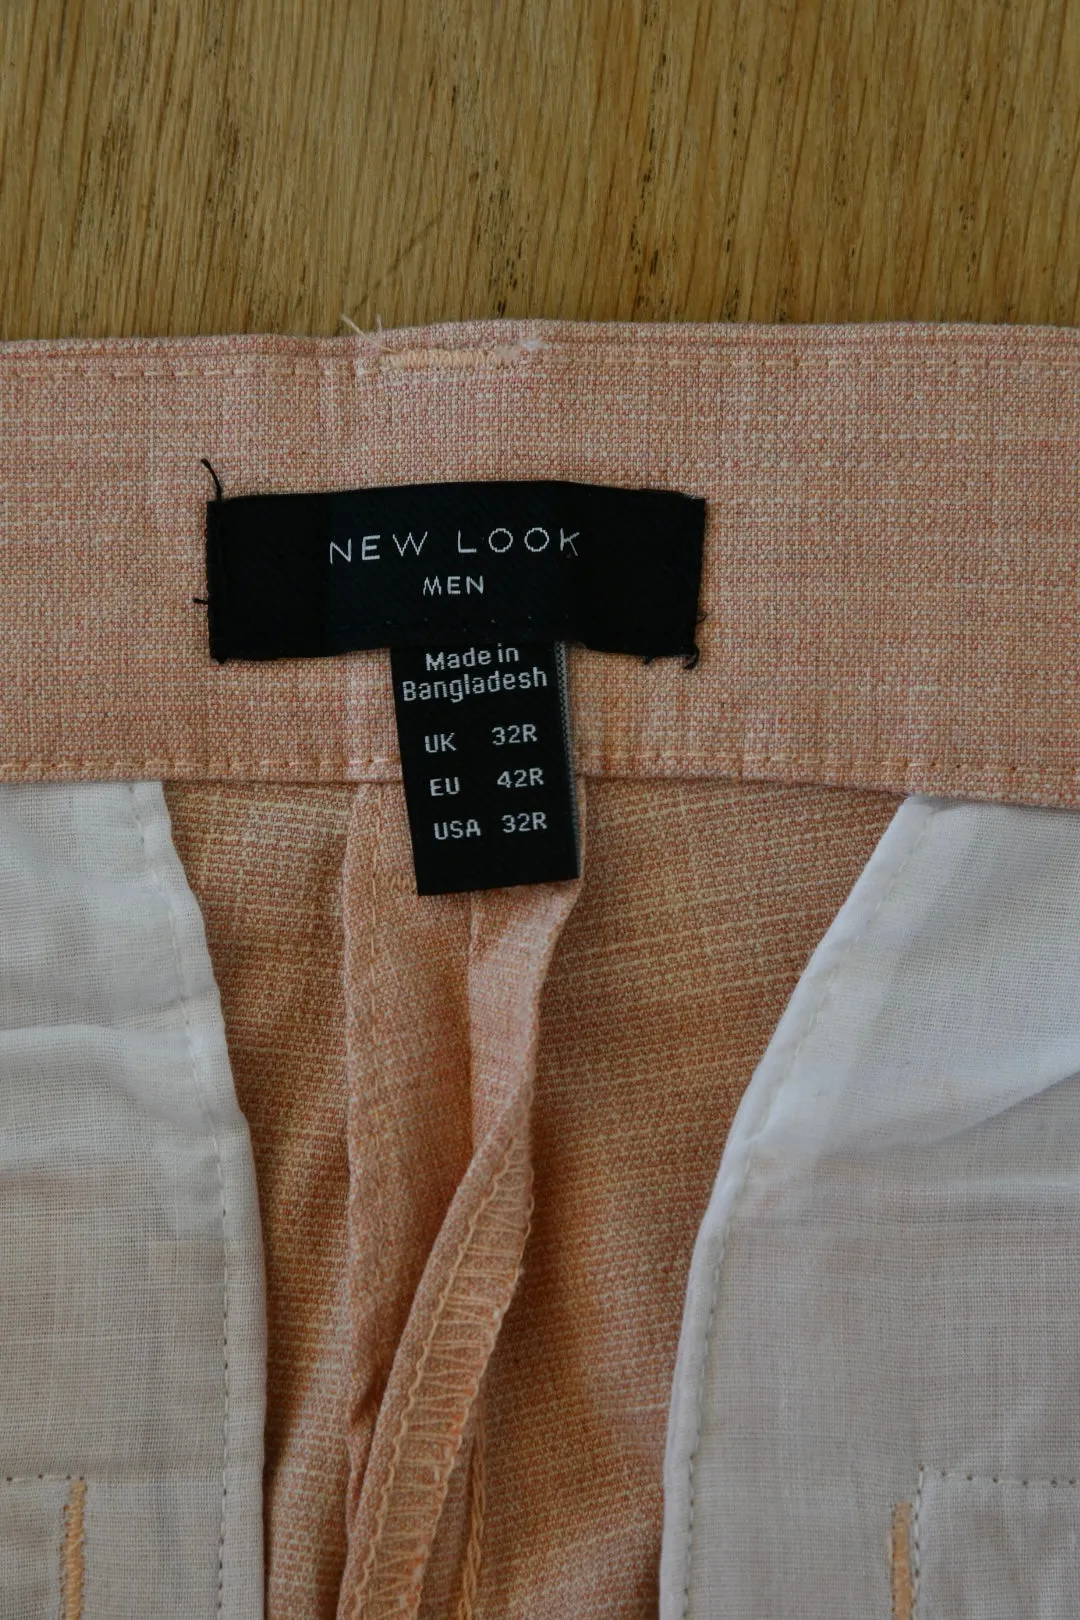 NEW LOOK
MEN
Made in
Bangladesh
UK 32R
EU 42R
USA 32R